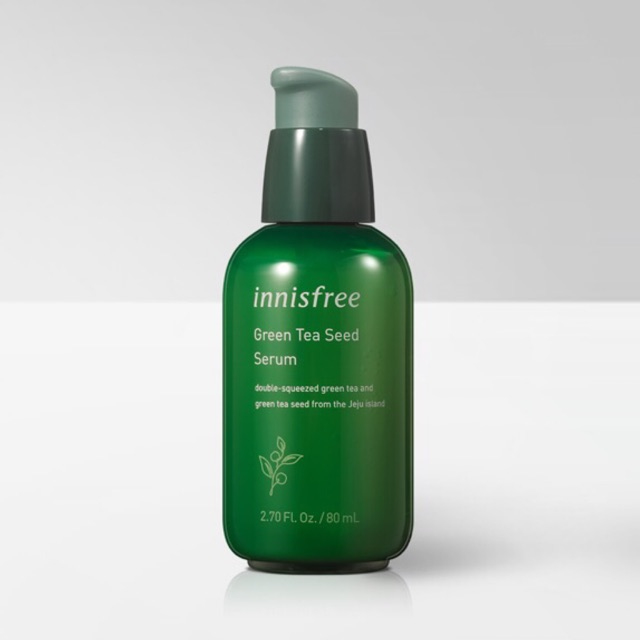 innisfree
Green Tea Seed
Serum
double-squeezed green tea and
green tea seed from the Jeju island
2.70 Fl. Oz. / 80 mL